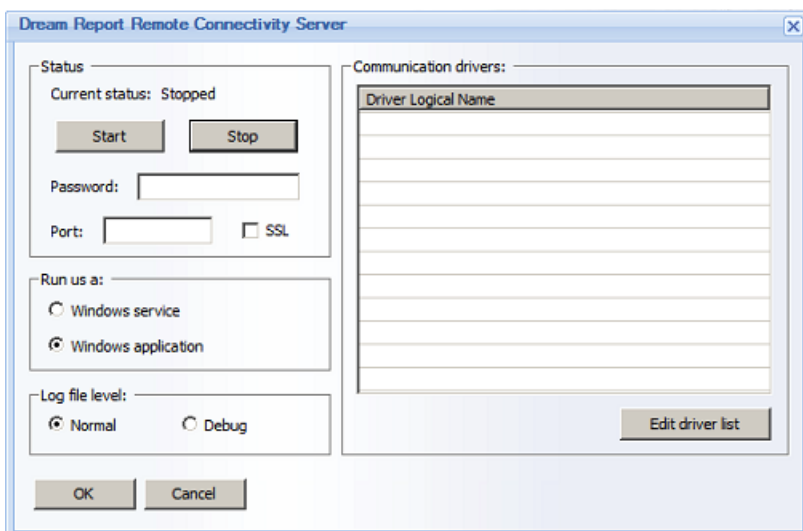 Dream Report Remote Connectivity Server
Status
Current status: Stopped
Start Stop
Password:
Port: SSL
Run us a:
Windows service
Windows application
Log file level:
Normal Debug
Communication drivers:
Driver Logical Name
Edit driver list
OK Cancel